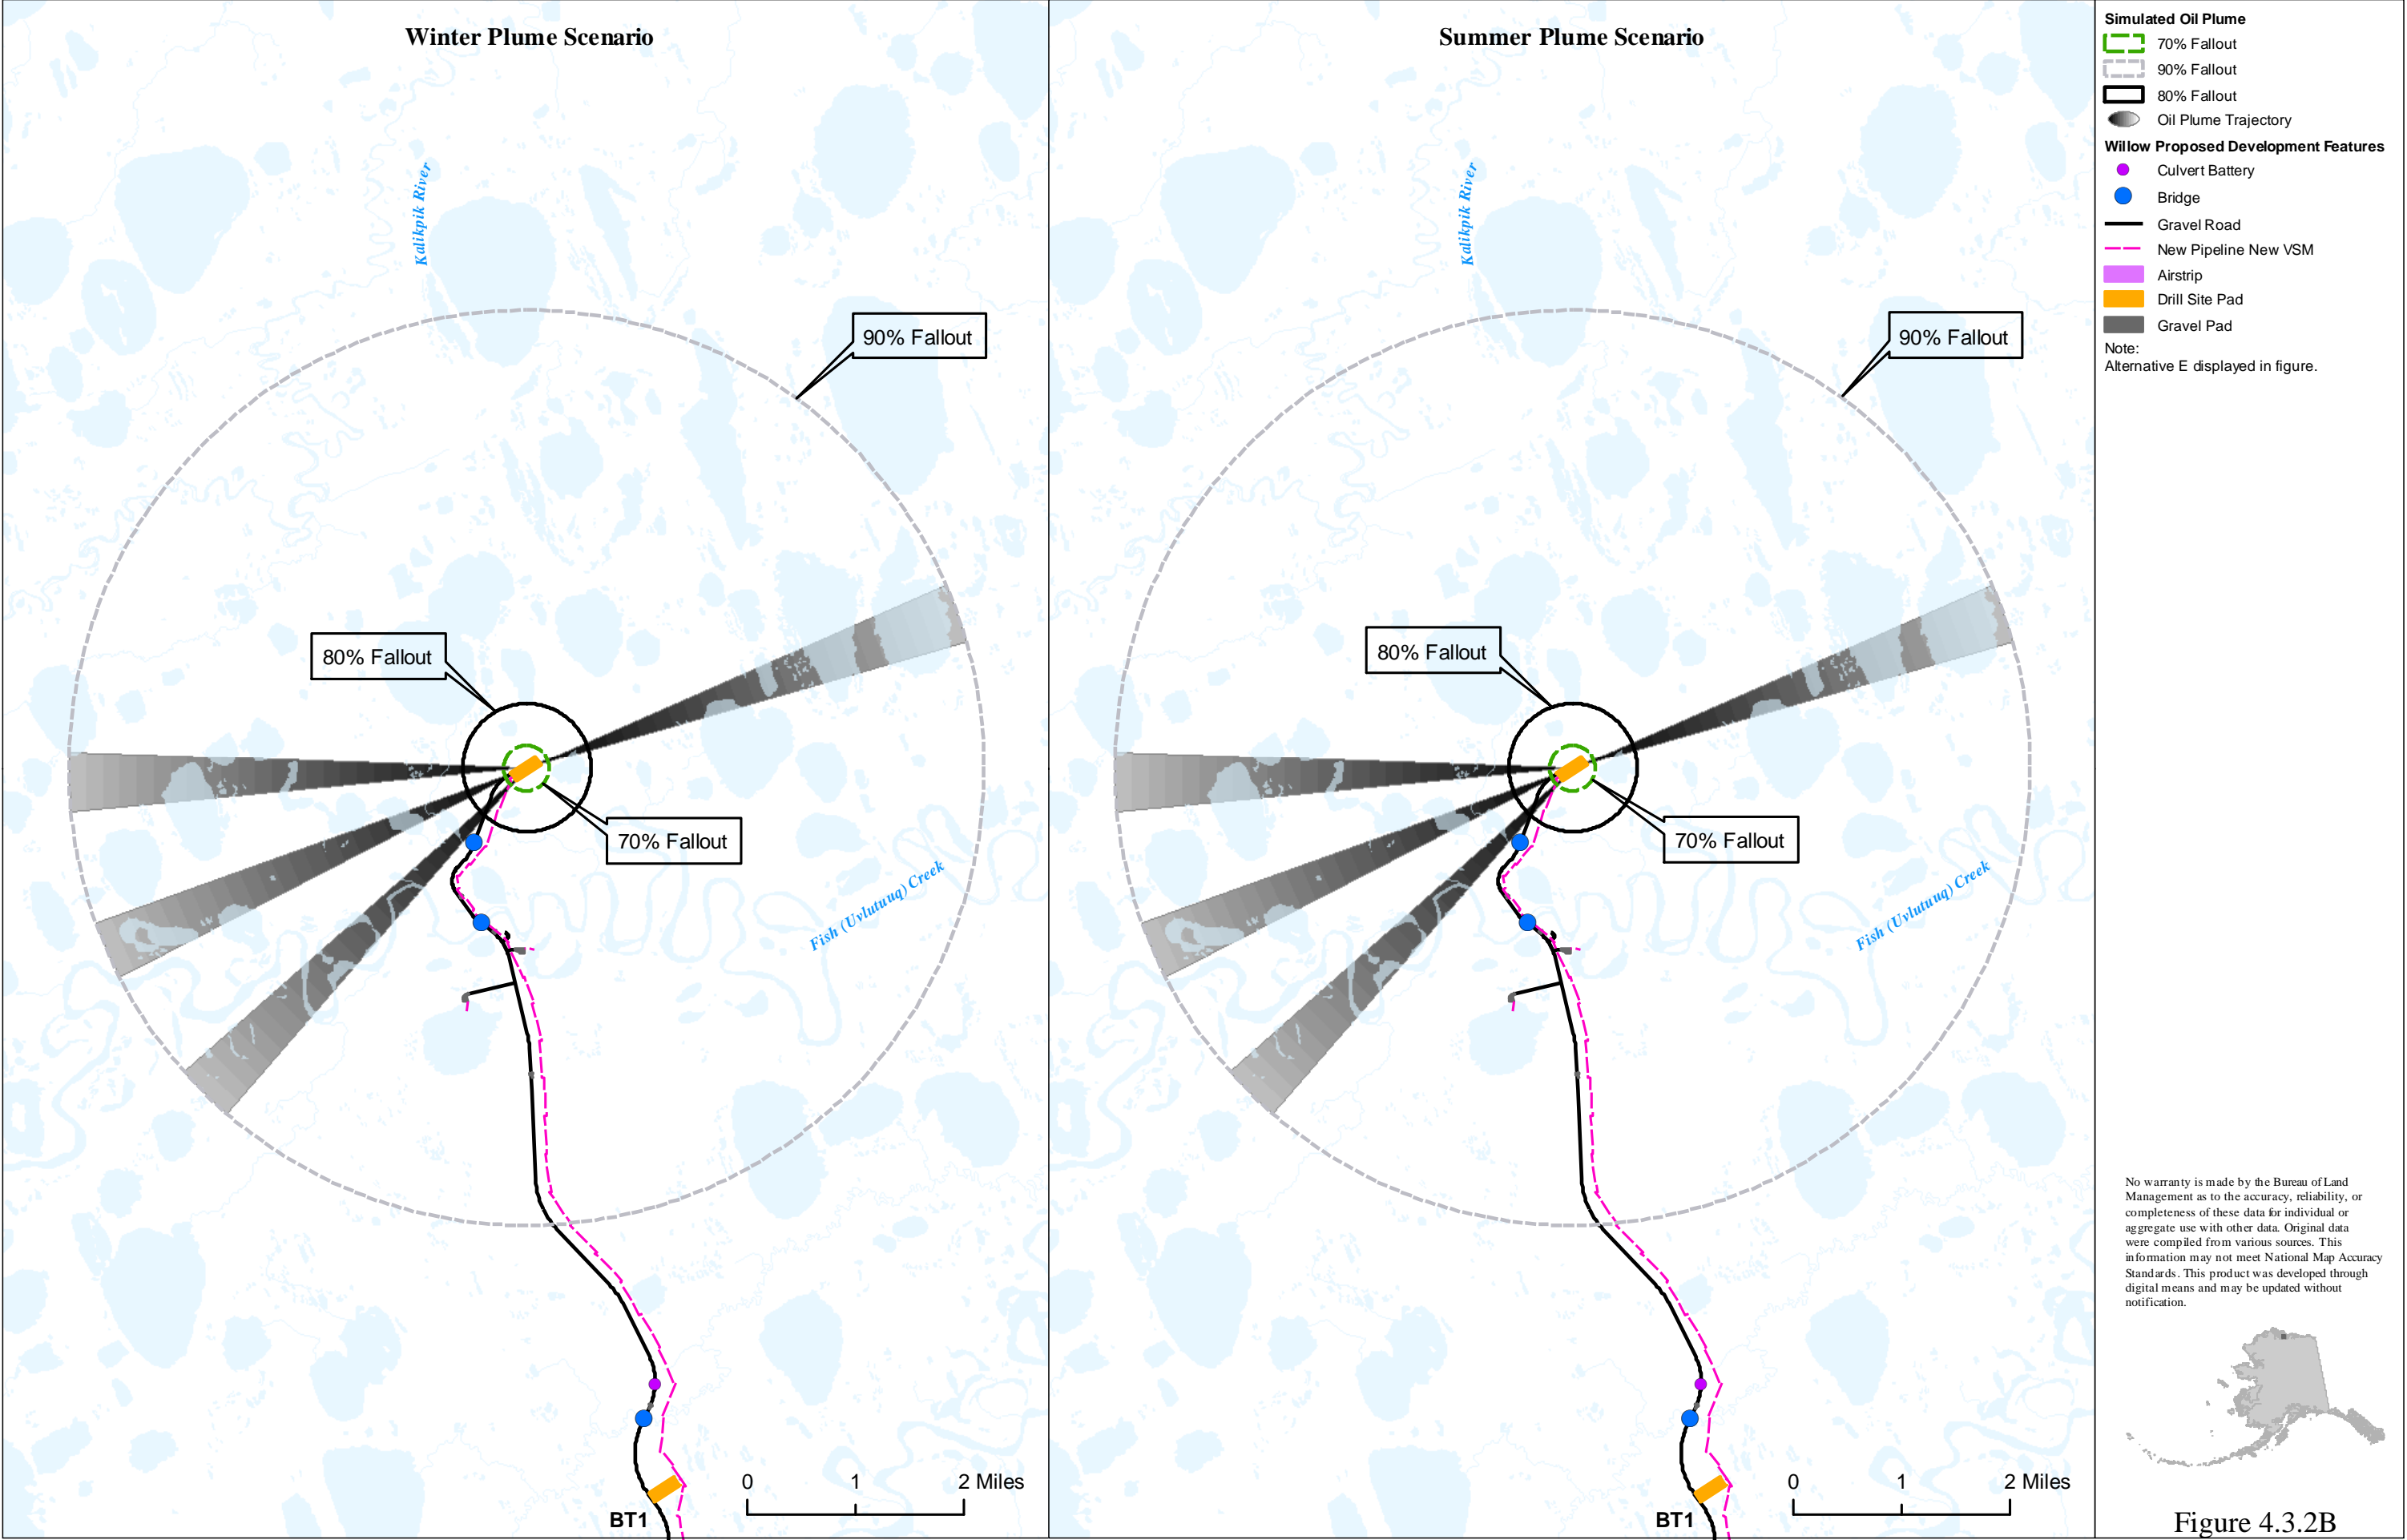 Winter Plume Scenario
Kalikpik River
90% Fallout
80% Fallout
70% Fallout
Fish (Uvlutuuq) Creek
0 1 2 Miles
BT1
Summer Plume Scenario
Kalikpik River
90% Fallout
80% Fallout
70% Fallout
Fish (Uvlutuuq) Creek
0 1 2 Miles
BT1
Simulated Oil Plume
70% Fallout
90% Fallout
80% Fallout
Oil Plume Trajectory
Willow Proposed Development Features
Culvert Battery
Bridge
Gravel Road
New Pipeline New VSM
Airstrip
Drill Site Pad
Gravel Pad
Note:
Alternative E displayed in figure.
No warranty is made by the Bureau of Land
Management as to the accuracy, reliability, or
completeness of these data for individual or
aggregate use with other data. Original data
were compiled from various sources. This
information may not meet National Map Accuracy
Standards. This product was developed through
digital means and may be updated without
notification.
Figure 4.3.2B